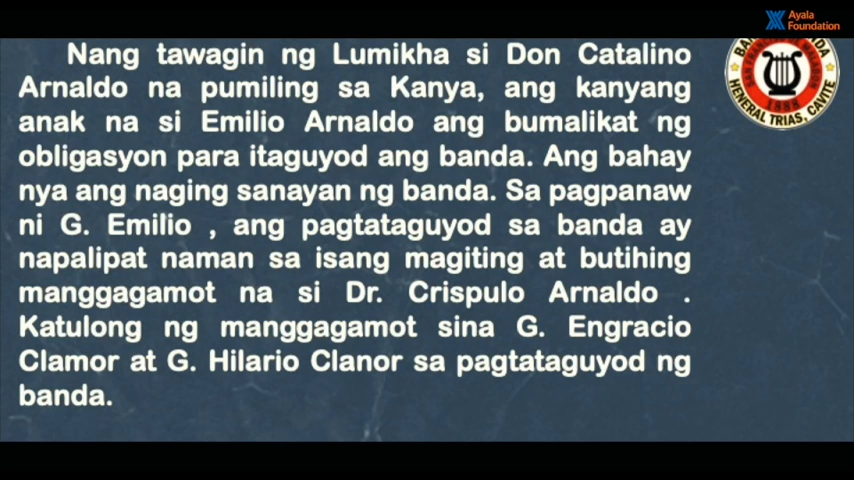 Ayala
Foundation
Nang tawagin ng Lumikha si Don Catalino
Arnaldo na pumiling sa Kanya, ang kanyang
anak na si Emilio Arnaldo ang bumalikat ng
obligasyon para itaguyod ang banda. Ang bahay
nya ang naging sanayan ng banda. Sa pagpanaw
ni G. Emilio , ang pagtataguyod sa banda ay
napalipat naman sa isang magiting at butihing
manggagamot na si Dr. Crispulo Arnaldo .
Katulong ng manggagamot sina G. Engracio
Clamor at G. Hilario Clanor sa pagtataguyod ng
banda.
HENERAL TRIAS, CAVITE